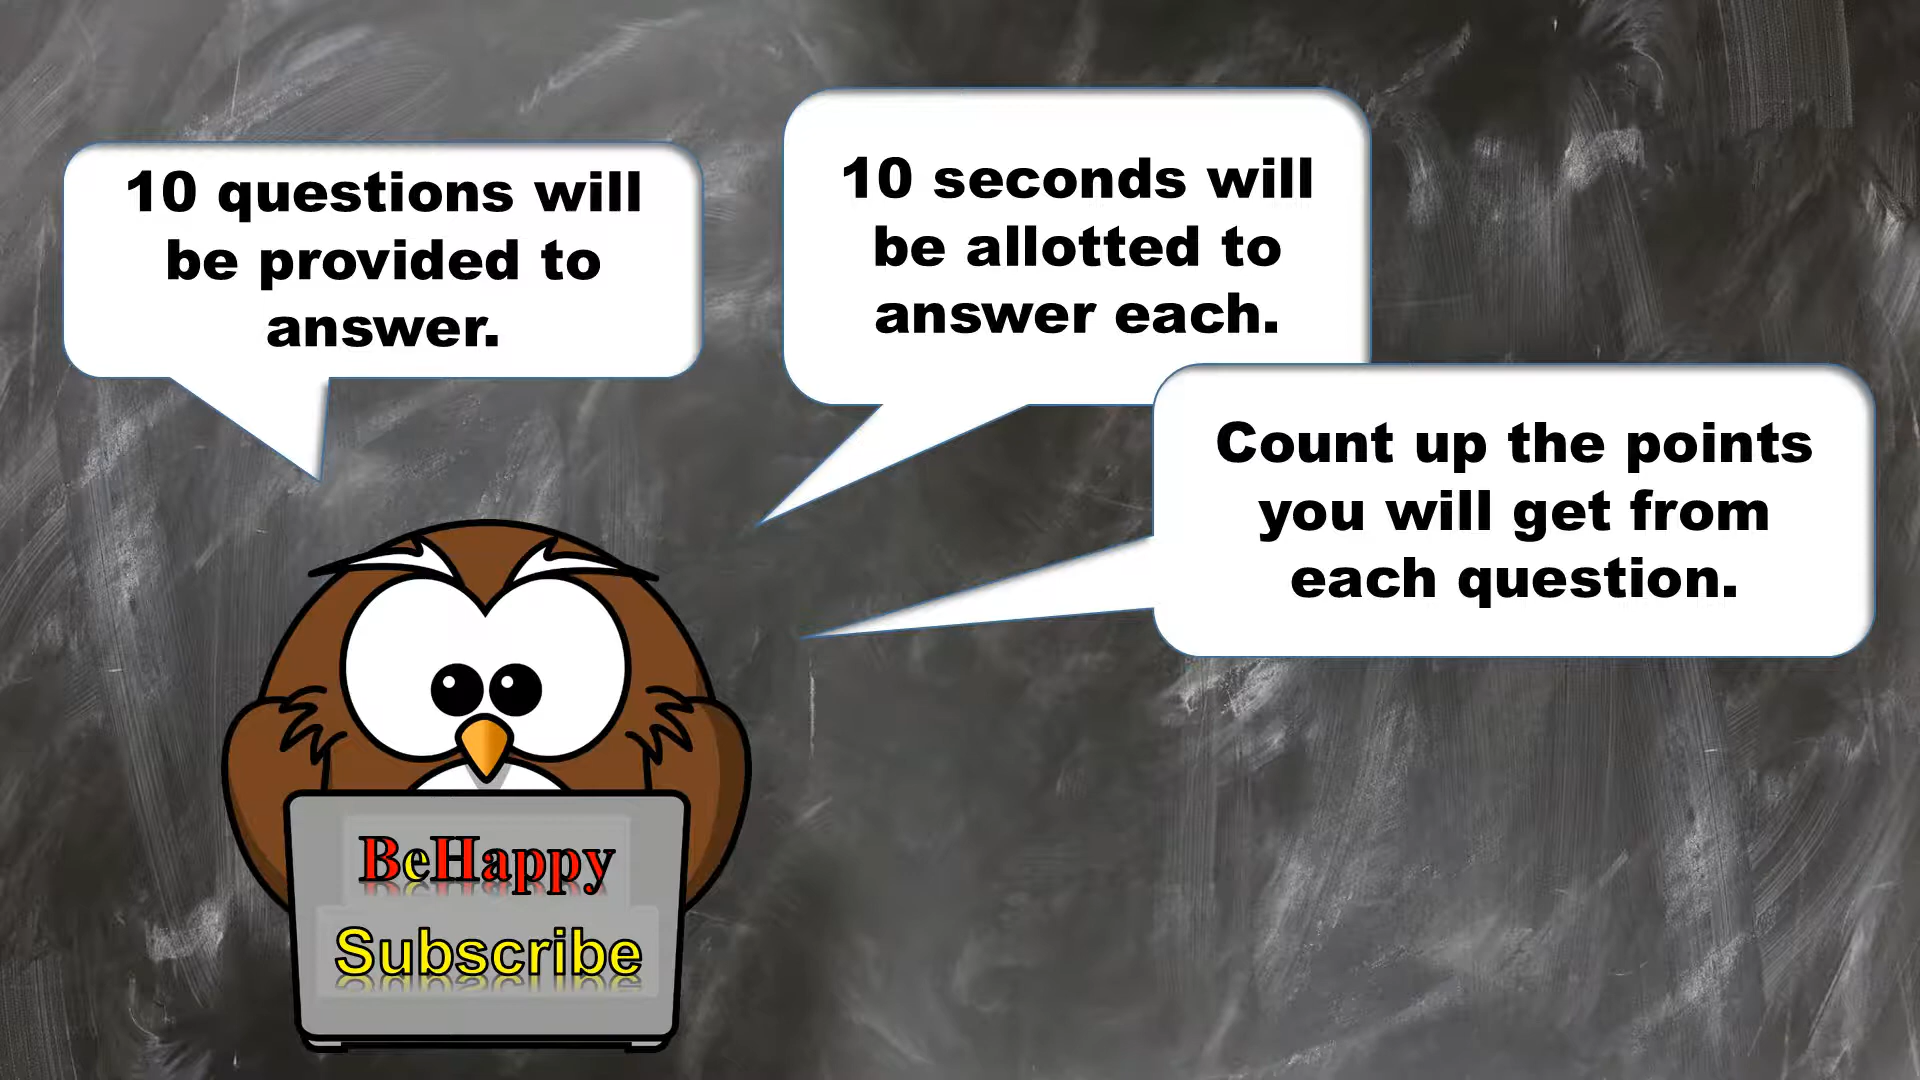 10 questions will
be provided to
answer.
10 seconds will
be allotted to
answer each.
Count up the points
you will get from
each question.
BeHappy
Subscribe